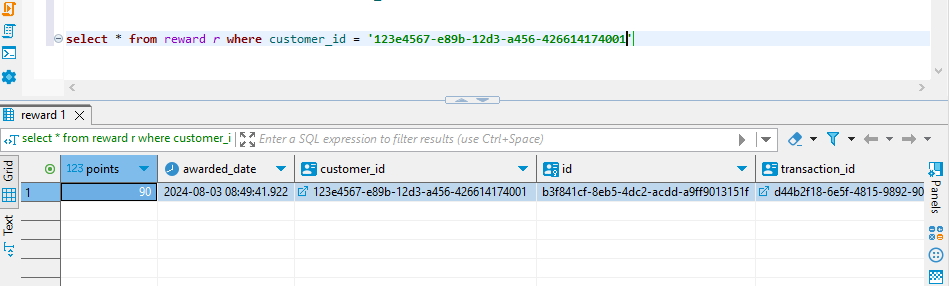 select * from reward r where customer_id = '123e4567-e89b-12d3-a456-426614174001'
reward 1
select * from reward r where customer_i
Enter a SQL expression to filter results (use Ctrl+Space)
Grid
123 points awarded_date customer_id id transaction_id
1 90 2024-08-03 08:49:41.922 123e4567-e89b-12d3-a456-426614174001 b3f841cf-8eb5-4dc2-acdd-a9ff9013151f d44b2f18-6e5f-4815-9892-90
Text
Panels